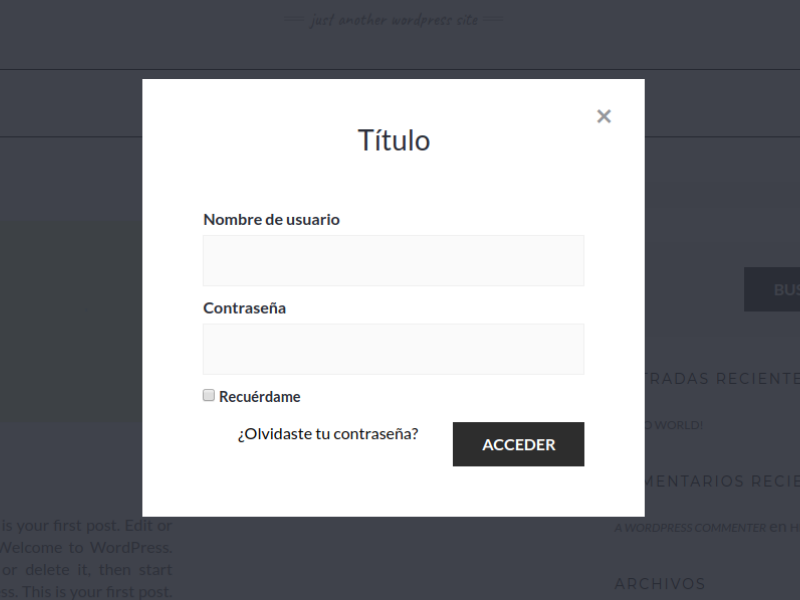 just another wordpress site
×
Título
Nombre de usuario
Contraseña
Recuérdame
¿Olvidaste tu contraseña?
ACCEDER
TRADAS RECIENTE
O WORLD!
MENTARIOS RECIE
A WORDPRESS COMMENTER en
ARCHIVOS
is your first post. Edit or
Welcome to WordPress.
or delete it, then start
This is your first post.